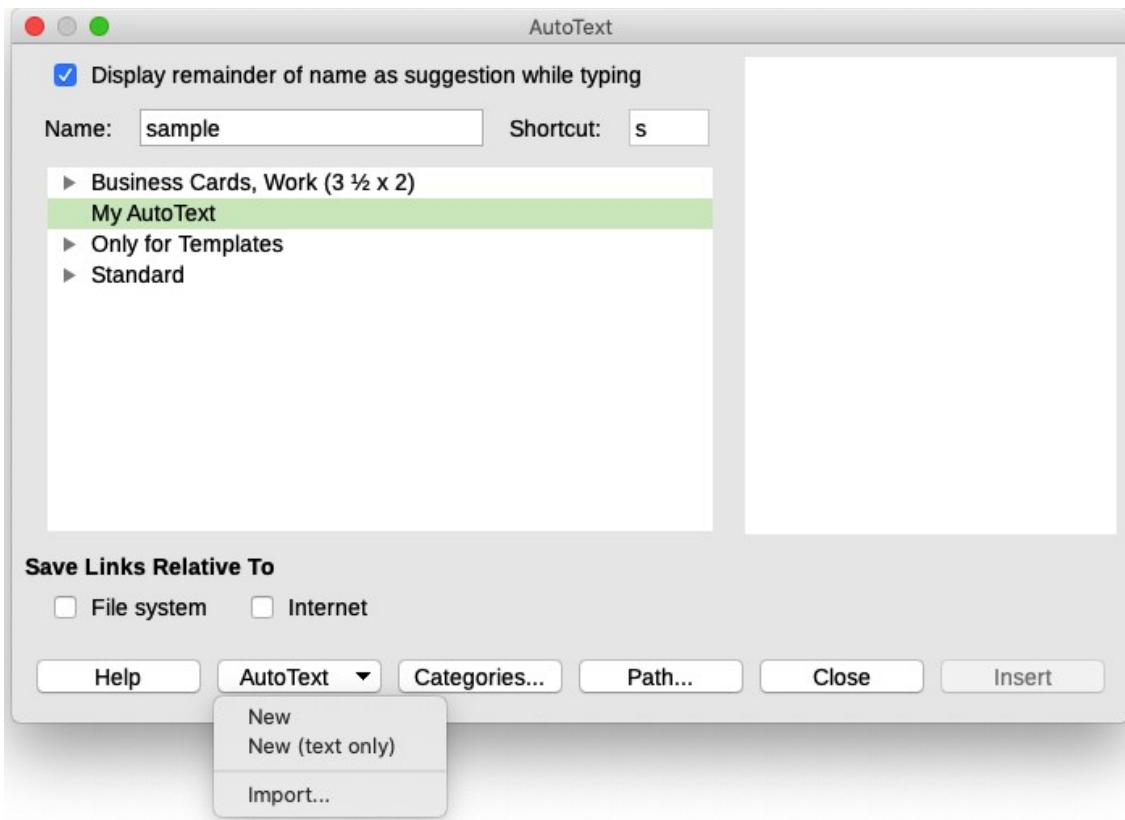 AutoText
Display remainder of name as suggestion while typing
Name: sample Shortcut: s
Business Cards, Work (3 ½ x 2)
My AutoText
Only for Templates
Standard
Save Links Relative To
File system Internet
Help AutoText Categories... Path... Close Insert
New
New (text only)
Import...